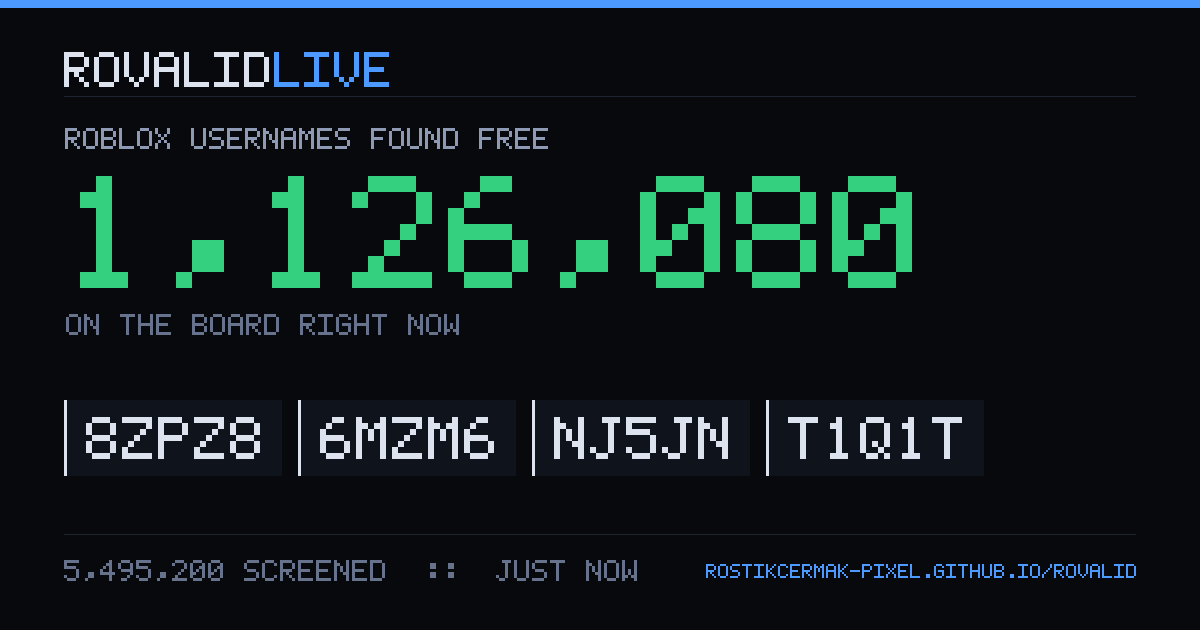 ROVALIDLIVE
ROBLOX USERNAMES FOUND FREE
1,126,080
ON THE BOARD RIGHT NOW
8ZPZ8 6MZM6 NJ5JN T1Q1T
5,495,200 SCREENED :: JUST NOW ROSTIKCERMAK-PIXEL.GITHUB.IO/ROVALID